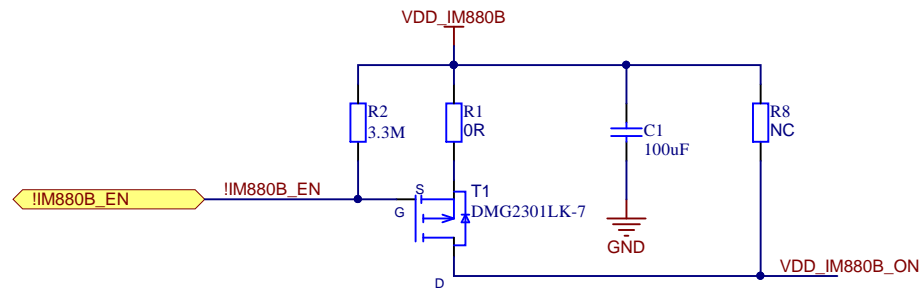 VDD_IM880B
R2
3.3M
R1
0R
C1
100uF
R8
NC
!IM880B_EN
!IM880B_EN
S
G
T1
DMG2301LK-7
D
GND
VDD_IM880B_ON